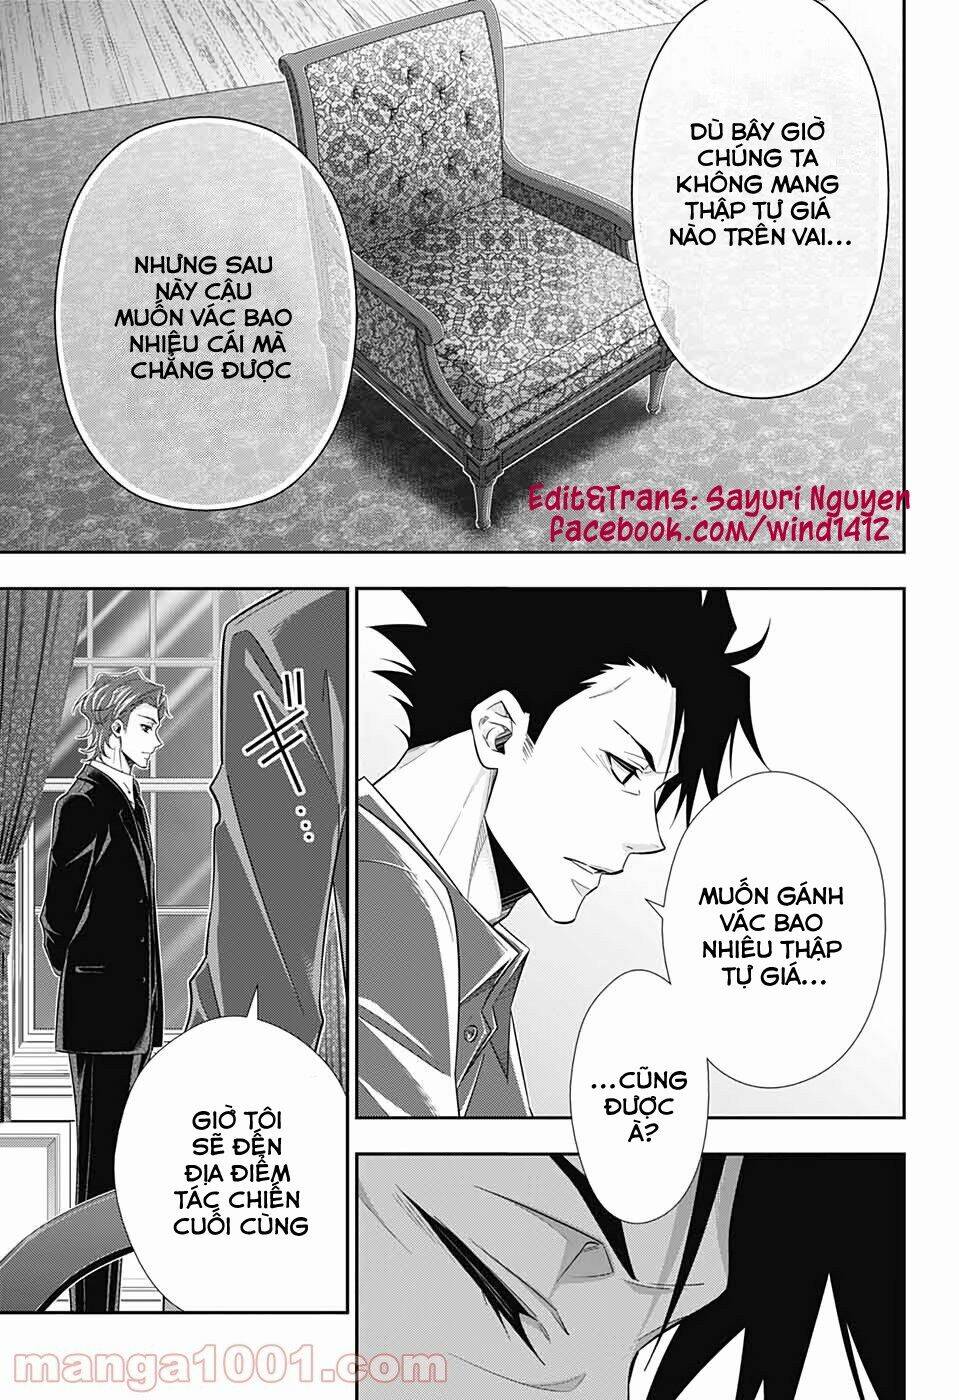 DÙ BÂY GIỜ
CHÚNG TA
KHÔNG MANG
THẬP TỰ GIÁ
NÀO TRÊN VAI...
NHƯNG SAU
NÀY CẬU
MUỐN VÁC BAO
NHIÊU CÁI MÀ
CHẲNG ĐƯỢC
Edit&Trans: Sayuri Nguyen
facebook.com/wind1412
MUỐN GÁNH
VÁC BAO
NHIÊU THẬP
TỰ GIÁ...
...CŨNG
ĐƯỢC
À?
GIỜ TÔI
SẼ ĐẾN
ĐỊA ĐIỂM
TÁC CHIẾN
CUỐI CÙNG
manga1001.com